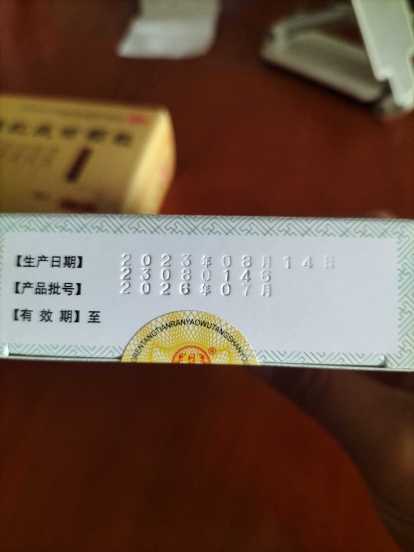 【生产日期】 2023年08月14日
【产品批号】 23080146
【有 效 期】至 2026年07月
RENTANGTIANRANYAOWUTANGSHANYO